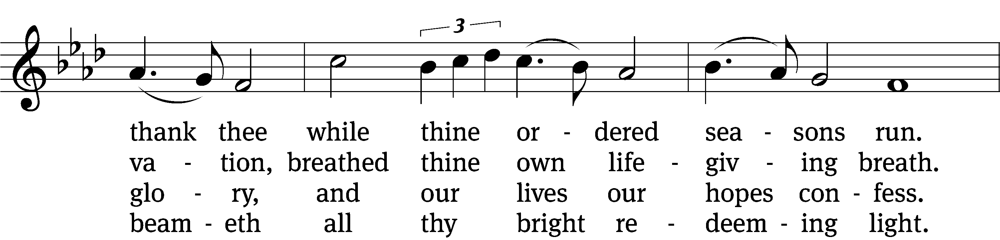 3
thank thee while thine or - dered sea - sons run.
va - tion, breathed thine own life - giv - ing breath.
glo - ry, and our lives our hopes con - fess.
beam - eth all thy bright re - deem - ing light.